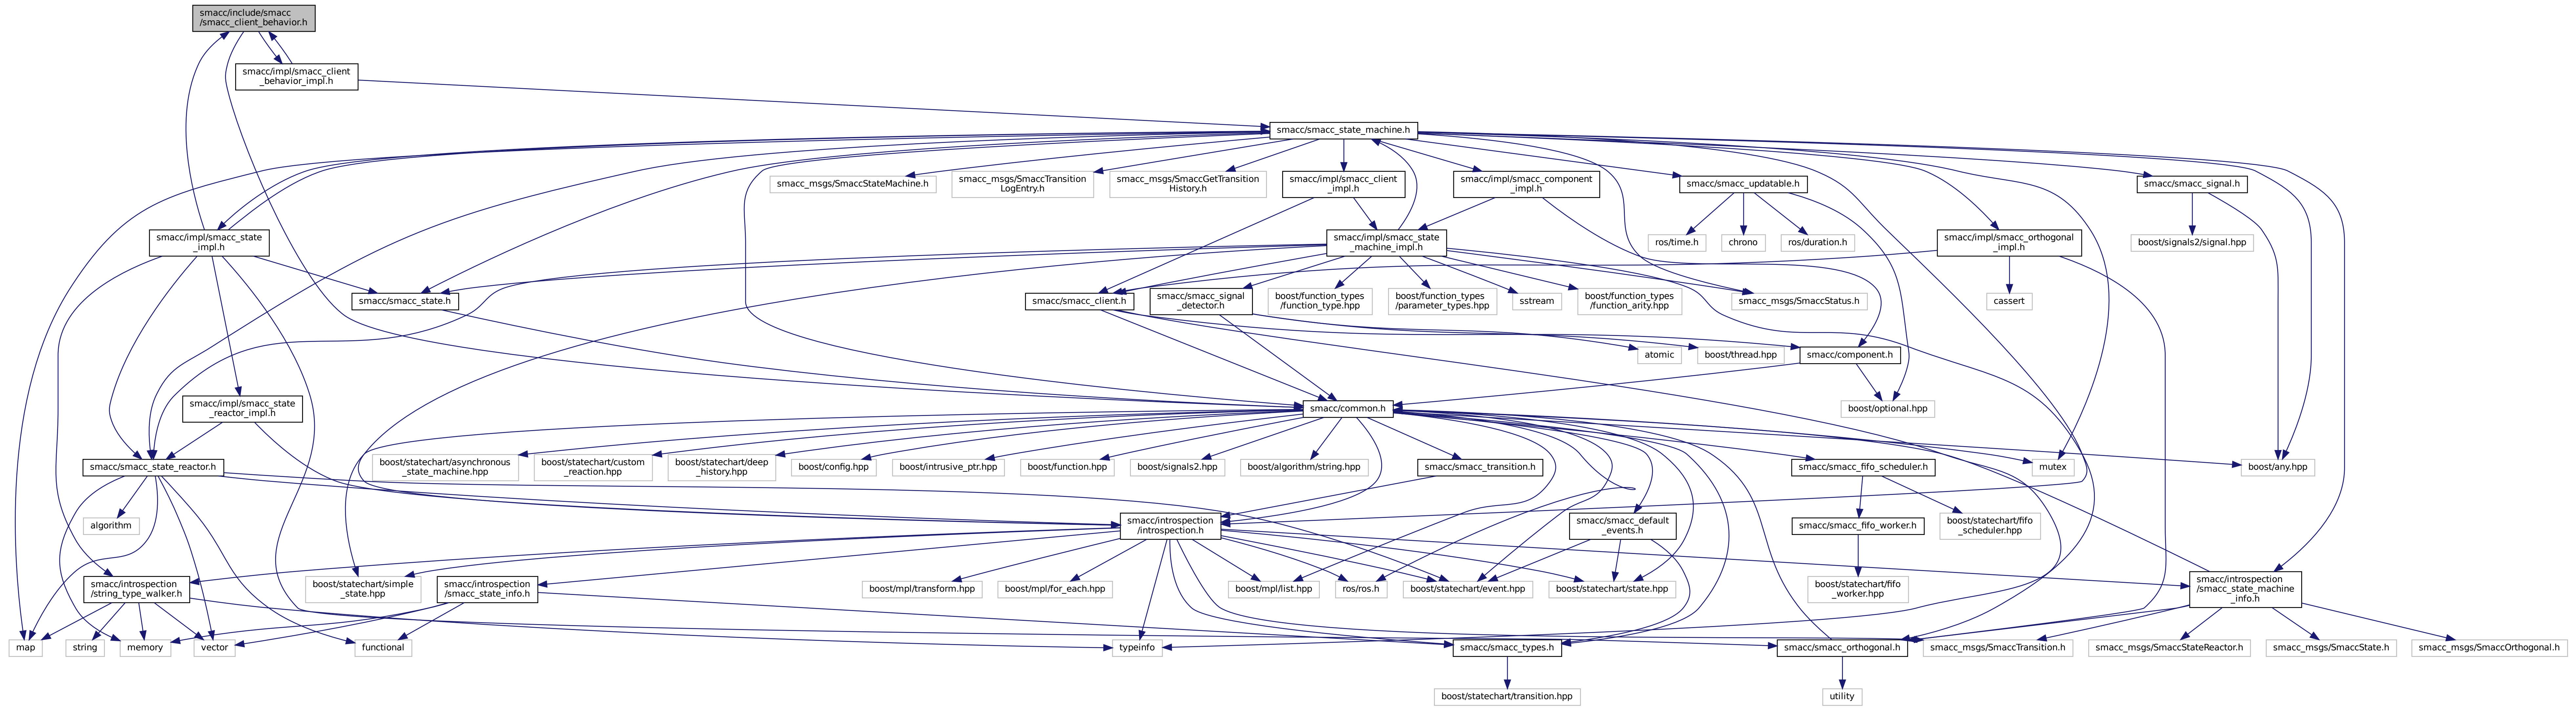 smacc/include/smacc
/smacc_client_behavior.h
smacc/impl/smacc_client
_behavior_impl.h
smacc/smacc_state_machine.h
smacc_msgs/SmaccStateMachine.h
smacc_msgs/SmaccTransition
LogEntry.h
smacc_msgs/SmaccGetTransition
History.h
smacc/impl/smacc_client
_impl.h
smacc/impl/smacc_component
_impl.h
smacc/smacc_updatable.h
smacc/smacc_signal.h
smacc/impl/smacc_state
_impl.h
smacc/impl/smacc_state
_machine_impl.h
ros/time.h
chrono
ros/duration.h
smacc/impl/smacc_orthogonal
_impl.h
boost/signals2/signal.hpp
smacc/smacc_state.h
smacc/smacc_client.h
smacc/smacc_signal
_detector.h
boost/function_types
/function_type.hpp
boost/function_types
/parameter_types.hpp
sstream
boost/function_types
/function_arity.hpp
smacc_msgs/SmaccStatus.h
cassert
atomic
boost/thread.hpp
smacc/component.h
smacc/impl/smacc_state
_reactor_impl.h
smacc/common.h
boost/optional.hpp
smacc/smacc_state_reactor.h
boost/statechart/asynchronous
_state_machine.hpp
boost/statechart/custom
_reaction.hpp
boost/statechart/deep
_history.hpp
boost/config.hpp
boost/intrusive_ptr.hpp
boost/function.hpp
boost/signals2.hpp
boost/algorithm/string.hpp
smacc/smacc_transition.h
smacc/smacc_fifo_scheduler.h
mutex
boost/any.hpp
algorithm
smacc/introspection
/introspection.h
smacc/smacc_default
_events.h
smacc/smacc_fifo_worker.h
boost/statechart/fifo
_scheduler.hpp
smacc/introspection
/string_type_walker.h
boost/statechart/simple
_state.hpp
smacc/introspection
/smacc_state_info.h
boost/mpl/transform.hpp
boost/mpl/for_each.hpp
boost/mpl/list.hpp
ros/ros.h
boost/statechart/event.hpp
boost/statechart/state.hpp
boost/statechart/fifo
_worker.hpp
smacc/introspection
/smacc_state_machine
_info.h
map
string
memory
vector
functional
typeinfo
smacc/smacc_types.h
smacc/smacc_orthogonal.h
smacc_msgs/SmaccTransition.h
smacc_msgs/SmaccStateReactor.h
smacc_msgs/SmaccState.h
smacc_msgs/SmaccOrthogonal.h
boost/statechart/transition.hpp
utility